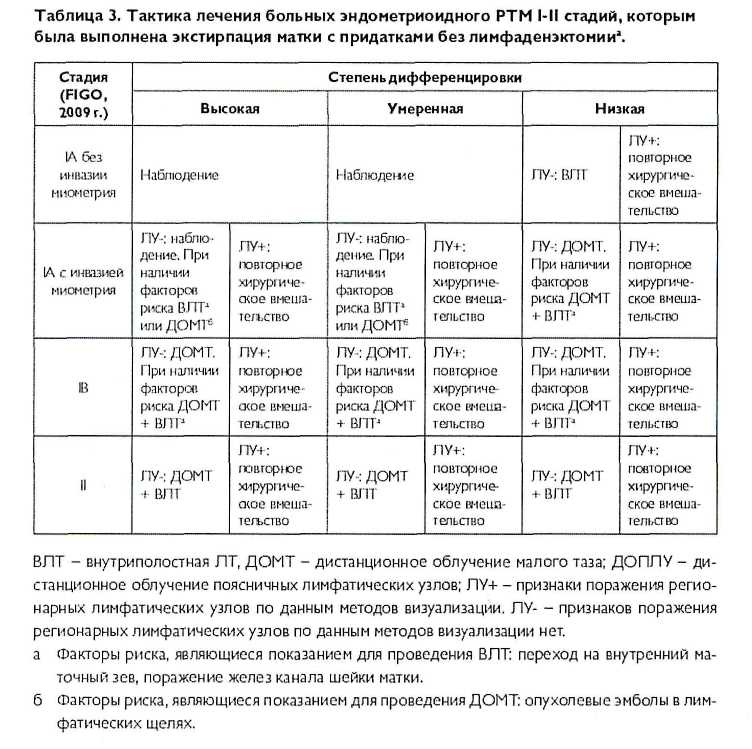 Таблица 3. Тактика лечения больных эндометриоидного РТМ I-II стадий, которым
была выполнена экстирпация матки с придатками без лимфаденэктомииª.
Стадия
(FIGO,
2009 г.)
Степень дифференцировки
Высокая
Умеренная
Низкая
IA без
инвазии
миометрия
Наблюдение
Наблюдение
ЛУ-: ВЛТ
ЛУ+:
повторное
хирургиче-
ское вмеша-
тельство
IA с инвазией
миометрия
ЛУ-: наблю-
дение. При
наличии
факторов
риска ВЛТª
или ДОМТб
ЛУ+:
повторное
хирургиче-
ское вмеша-
тельство
ЛУ-: наблю-
дение. При
наличии
факторов
риска ВЛТª
или ДОМТб
ЛУ+:
повторное
хирургиче-
ское вмеша-
тельство
ЛУ-: ДОМТ.
При наличии
факторов
риска ДОМТ
+ ВЛТª
ЛУ+:
повторное
хирургиче-
ское вмеша-
тельство
IB
ЛУ-: ДОМТ.
При наличии
факторов
риска ДОМТ
+ ВЛТª
ЛУ+:
повторное
хирургиче-
ское вмеша-
тельство
ЛУ-: ДОМТ.
При наличии
факторов
риска ДОМТ
+ ВЛТª
ЛУ+:
повторное
хирургиче-
ское вмеша-
тельство
ЛУ-: ДОМТ.
При наличии
факторов
риска ДОМТ
+ ВЛТª
ЛУ+:
повторное
хирургиче-
ское вмеша-
тельство
II
ЛУ-: ДОМТ
+ ВЛТ
ЛУ+:
повторное
хирургиче-
ское вмеша-
тельство
ЛУ-: ДОМТ
+ ВЛТ
ЛУ+:
повторное
хирургиче-
ское вмеша-
тельство
ЛУ-: ДОМТ
+ ВЛТ
ЛУ+:
повторное
хирургиче-
ское вмеша-
тельство
ВЛТ – внутриполостная ЛТ, ДОМТ – дистанционное облучение малого таза; ДОПЛУ – ди-
станционное облучение поясничных лимфатических узлов; ЛУ+ – признаки поражения регио-
нарных лимфатических узлов по данным методов визуализации. ЛУ- – признаков поражения
регионарных лимфатических узлов по данным методов визуализации нет.
а Факторы риска, являющиеся показанием для проведения ВЛТ: переход на внутренний ма-
точный зев, поражение желез канала шейки матки.
б Факторы риска, являющиеся показанием для проведения ДОМТ: опухолевые эмболы в лим-
фатических щелях.